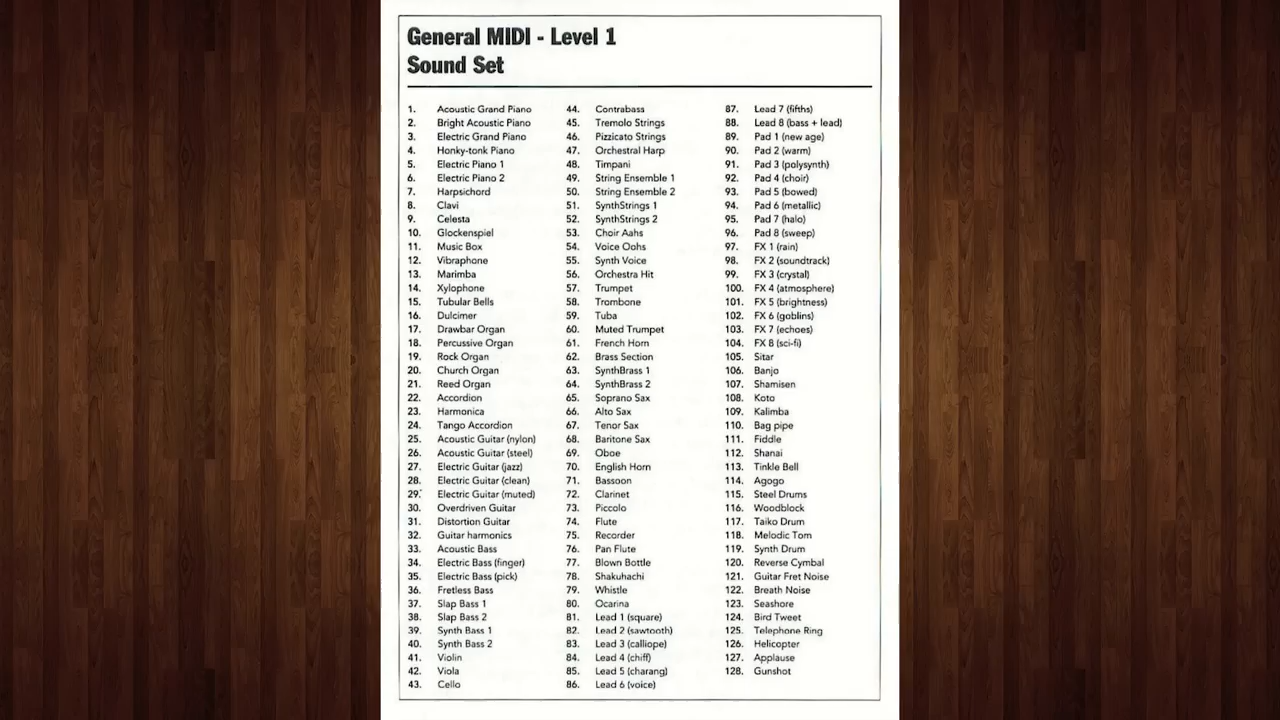 General MIDI - Level 1
Sound Set
1. Acoustic Grand Piano
2. Bright Acoustic Piano
3. Electric Grand Piano
4. Honky-tonk Piano
5. Electric Piano 1
6. Electric Piano 2
7. Harpsichord
8. Clavi
9. Celesta
10. Glockenspiel
11. Music Box
12. Vibraphone
13. Marimba
14. Xylophone
15. Tubular Bells
16. Dulcimer
17. Drawbar Organ
18. Percussive Organ
19. Rock Organ
20. Church Organ
21. Reed Organ
22. Accordion
23. Harmonica
24. Tango Accordion
25. Acoustic Guitar (nylon)
26. Acoustic Guitar (steel)
27. Electric Guitar (jazz)
28. Electric Guitar (clean)
29. Electric Guitar (muted)
30. Overdriven Guitar
31. Distortion Guitar
32. Guitar harmonics
33. Acoustic Bass
34. Electric Bass (finger)
35. Electric Bass (pick)
36. Fretless Bass
37. Slap Bass 1
38. Slap Bass 2
39. Synth Bass 1
40. Synth Bass 2
41. Violin
42. Viola
43. Cello
44. Contrabass
45. Tremolo Strings
46. Pizzicato Strings
47. Orchestral Harp
48. Timpani
49. String Ensemble 1
50. String Ensemble 2
51. SynthStrings 1
52. SynthStrings 2
53. Choir Aahs
54. Voice Oohs
55. Synth Voice
56. Orchestra Hit
57. Trumpet
58. Trombone
59. Tuba
60. Muted Trumpet
61. French Horn
62. Brass Section
63. SynthBrass 1
64. SynthBrass 2
65. Soprano Sax
66. Alto Sax
67. Tenor Sax
68. Baritone Sax
69. Oboe
70. English Horn
71. Bassoon
72. Clarinet
73. Piccolo
74. Flute
75. Recorder
76. Pan Flute
77. Blown Bottle
78. Shakuhachi
79. Whistle
80. Ocarina
81. Lead 1 (square)
82. Lead 2 (sawtooth)
83. Lead 3 (calliope)
84. Lead 4 (chiff)
85. Lead 5 (charang)
86. Lead 6 (voice)
87. Lead 7 (fifths)
88. Lead 8 (bass + lead)
89. Pad 1 (new age)
90. Pad 2 (warm)
91. Pad 3 (polysynth)
92. Pad 4 (choir)
93. Pad 5 (bowed)
94. Pad 6 (metallic)
95. Pad 7 (halo)
96. Pad 8 (sweep)
97. FX 1 (rain)
98. FX 2 (soundtrack)
99. FX 3 (crystal)
100. FX 4 (atmosphere)
101. FX 5 (brightness)
102. FX 6 (goblins)
103. FX 7 (echoes)
104. FX 8 (sci-fi)
105. Sitar
106. Banjo
107. Shamisen
108. Koto
109. Kalimba
110. Bag pipe
111. Fiddle
112. Shanai
113. Tinkle Bell
114. Agogo
115. Steel Drums
116. Woodblock
117. Taiko Drum
118. Melodic Tom
119. Synth Drum
120. Reverse Cymbal
121. Guitar Fret Noise
122. Breath Noise
123. Seashore
124. Bird Tweet
125. Telephone Ring
126. Helicopter
127. Applause
128. Gunshot